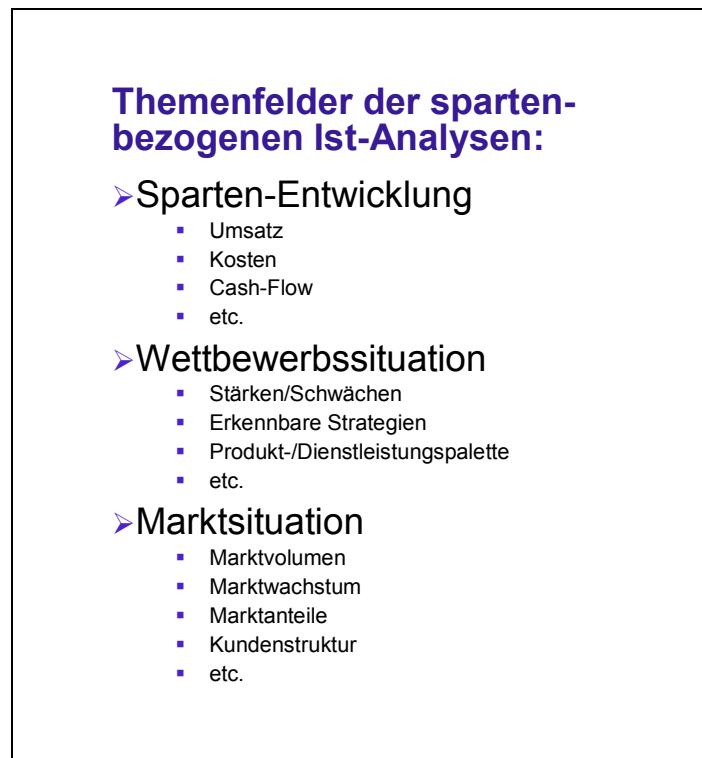 Themenfelder der sparten-
bezogenen Ist-Analysen:
➢Sparten-Entwicklung
▪ Umsatz
▪ Kosten
▪ Cash-Flow
▪ etc.
➢Wettbewerbssituation
▪ Stärken/Schwächen
▪ Erkennbare Strategien
▪ Produkt-/Dienstleistungspalette
▪ etc.
➢Marktsituation
▪ Marktvolumen
▪ Marktwachstum
▪ Marktanteile
▪ Kundenstruktur
▪ etc.